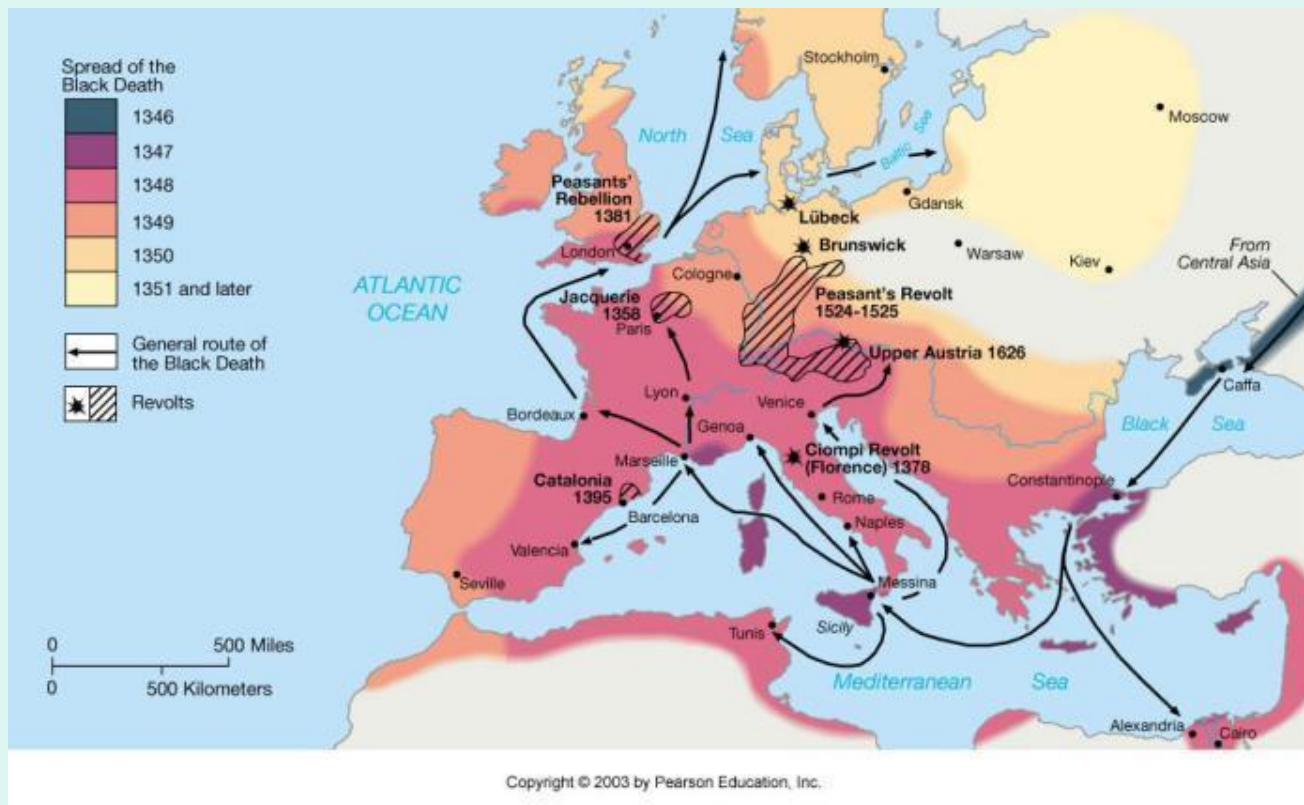 Spread of the
Black Death
1346
1347
1348
1349
1350
1351 and later
General route of
the Black Death
Revolts
Stockholm
Moscow
North
Sea
Baltic
Sea
Peasants'
Rebellion
1381
Gdansk
Lübeck
London
Brunswick
Warsaw
Kiev
From
Central Asia
Cologne
ATLANTIC
OCEAN
Jacquerie
1358
Paris
Peasant's Revolt
1524-1525
Upper Austria 1626
Caffa
Lyon
Venice
Bordeaux
Genoa
Black
Sea
Marseille
Ciompi Revolt
(Florence) 1378
Catalonia
1395
Constantinople
Rome
Barcelona
Naples
Valencia
Seville
Messina
Sicily
Tunis
0
500 Miles
0
500 Kilometers
Mediterranean
Sea
Alexandria
Cairo
Copyright © 2003 by Pearson Education, Inc.